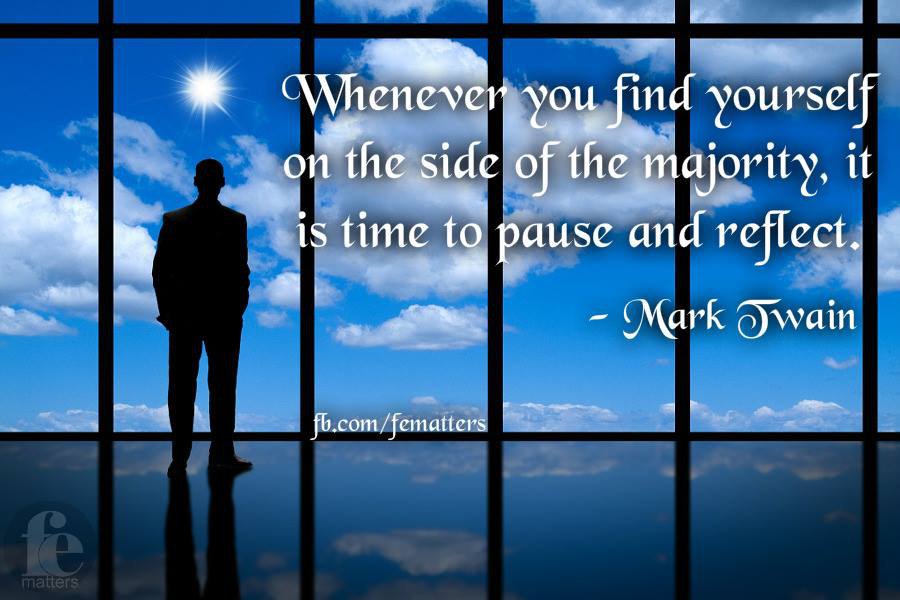 Whenever you find yourself
on the side of the majority, it
is time to pause and reflect.
- Mark Twain
fb.com/fematters
fe
matters